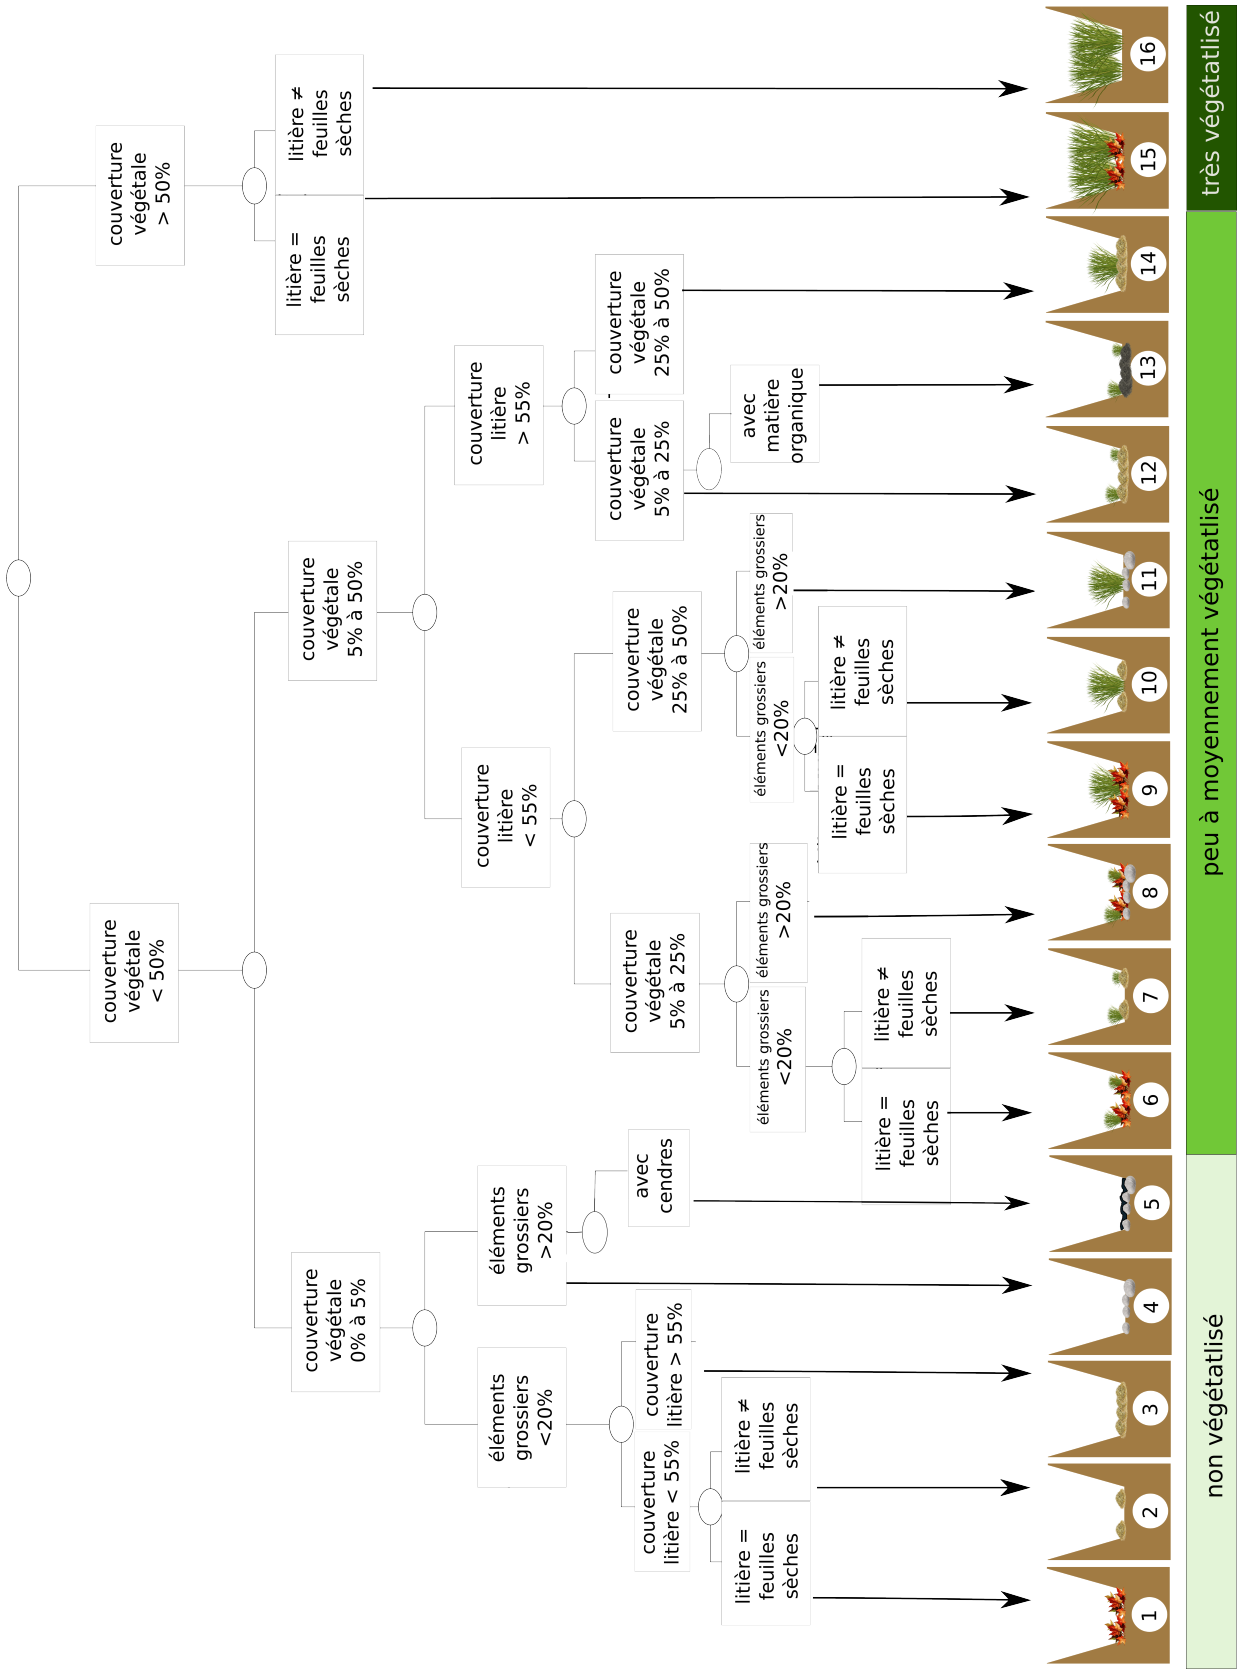 couverture
végétale
< 50%
couverture
végétale
> 50%
couverture
végétale
0% à 5%
couverture
végétale
5% à 50%
litière =
feuilles
sèches
litière ≠
feuilles
sèches
éléments
grossiers
<20%
éléments
grossiers
>20%
couverture
litière
< 55%
couverture
litière
> 55%
couverture
litière < 55%
couverture
litière > 55%
avec
cendres
couverture
végétale
5% à 25%
couverture
végétale
25% à 50%
couverture
végétale
5% à 25%
couverture
végétale
25% à 50%
litière =
feuilles
sèches
litière ≠
feuilles
sèches
éléments grossiers
<20%
éléments grossiers
>20%
éléments grossiers
<20%
éléments grossiers
>20%
avec
matière
organique
litière =
feuilles
sèches
litière ≠
feuilles
sèches
litière =
feuilles
sèches
litière ≠
feuilles
sèches
1
2
3
4
5
6
7
8
9
10
11
12
13
14
15
16
non végétatlisé
peu à moyennement végétatlisé
très végétatlisé